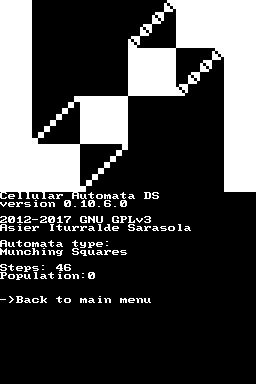 Cellular Automata DS
version 0.10.6.0
2012-2017 GNU GPLv3
Asier Iturralde Sarasola
Automata type:
Munching Squares
Steps: 46
Population:0
->Back to main menu